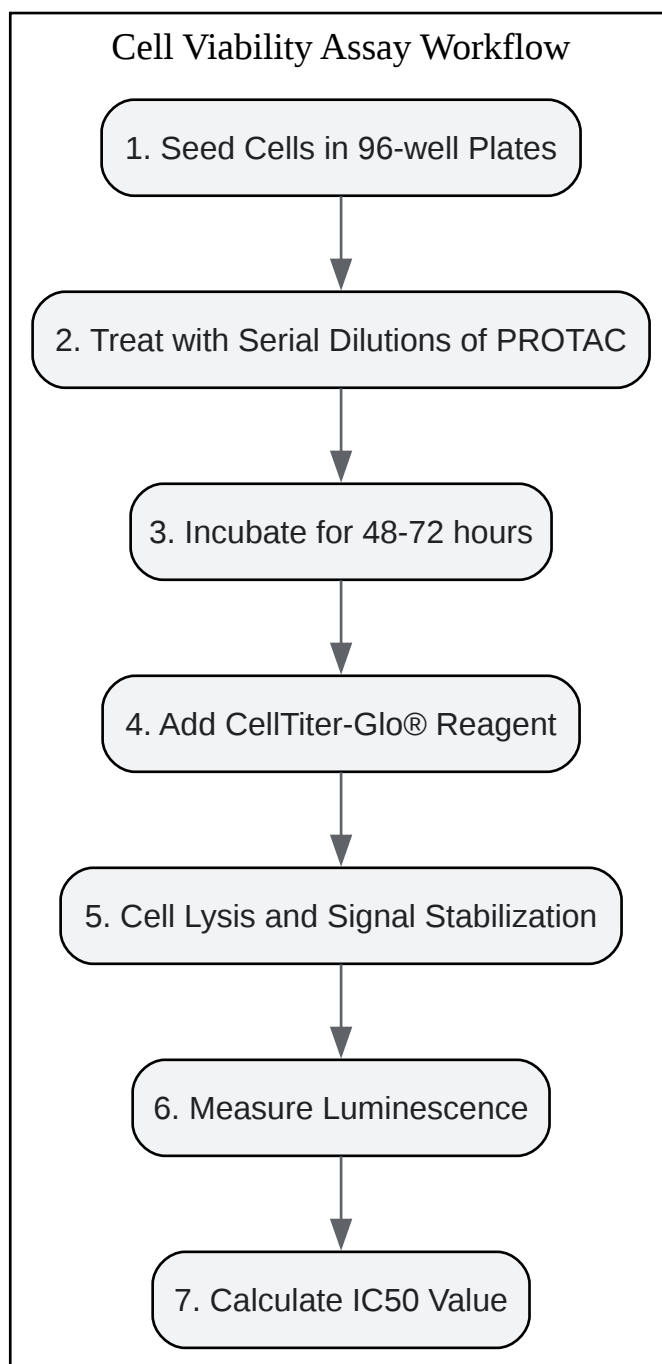 Cell Viability Assay Workflow
1. Seed Cells in 96-well Plates
2. Treat with Serial Dilutions of PROTAC
3. Incubate for 48-72 hours
4. Add CellTiter-Glo® Reagent
5. Cell Lysis and Signal Stabilization
6. Measure Luminescence
7. Calculate IC50 Value